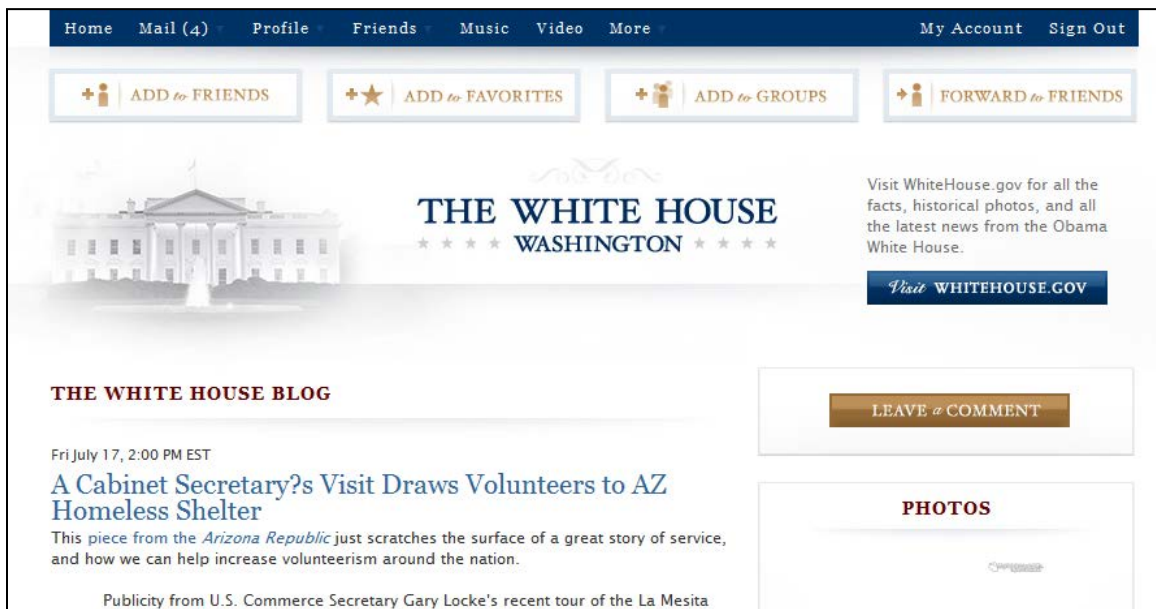 Home Mail (4) Profile Friends Music Video More My Account Sign Out
ADD to FRIENDS ADD to FAVORITES ADD to GROUPS FORWARD to FRIENDS
THE WHITE HOUSE
WASHINGTON
Visit WhiteHouse.gov for all the
facts, historical photos, and all
the latest news from the Obama
White House.
Visit WHITEHOUSE.GOV
THE WHITE HOUSE BLOG
Fri July 17, 2:00 PM EST
A Cabinet Secretary?s Visit Draws Volunteers to AZ
Homeless Shelter
This piece from the Arizona Republic just scratches the surface of a great story of service,
and how we can help increase volunteerism around the nation.
Publicity from U.S. Commerce Secretary Gary Locke's recent tour of the La Mesita
LEAVE a COMMENT
PHOTOS